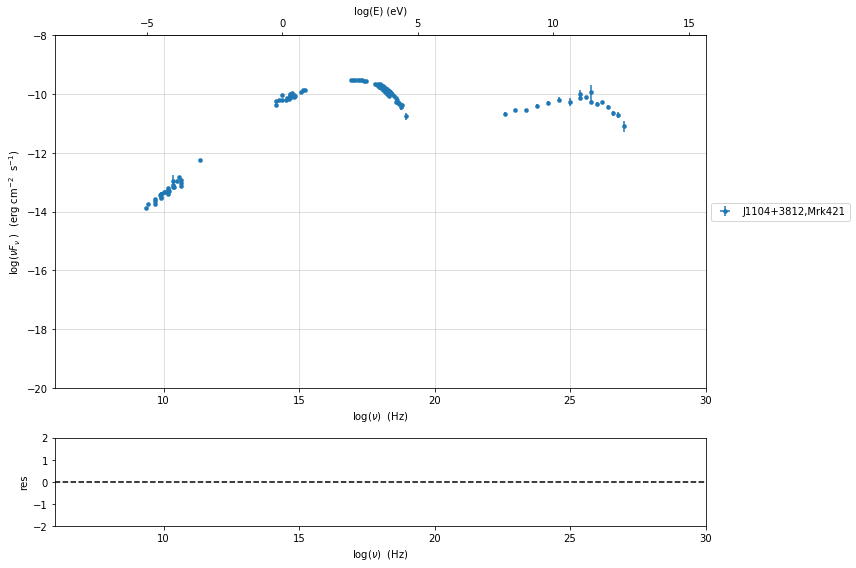 log(E) (eV)
−5 0 5 10 15
−8
−10
−12
−14
−16
−18
−20
log(νFν )  (erg cm⁻²  s⁻¹)
J1104+3812,Mrk421
10 15 20 25 30
log(ν)  (Hz)
2
1
0
−1
−2
res
10 15 20 25 30
log(ν)  (Hz)